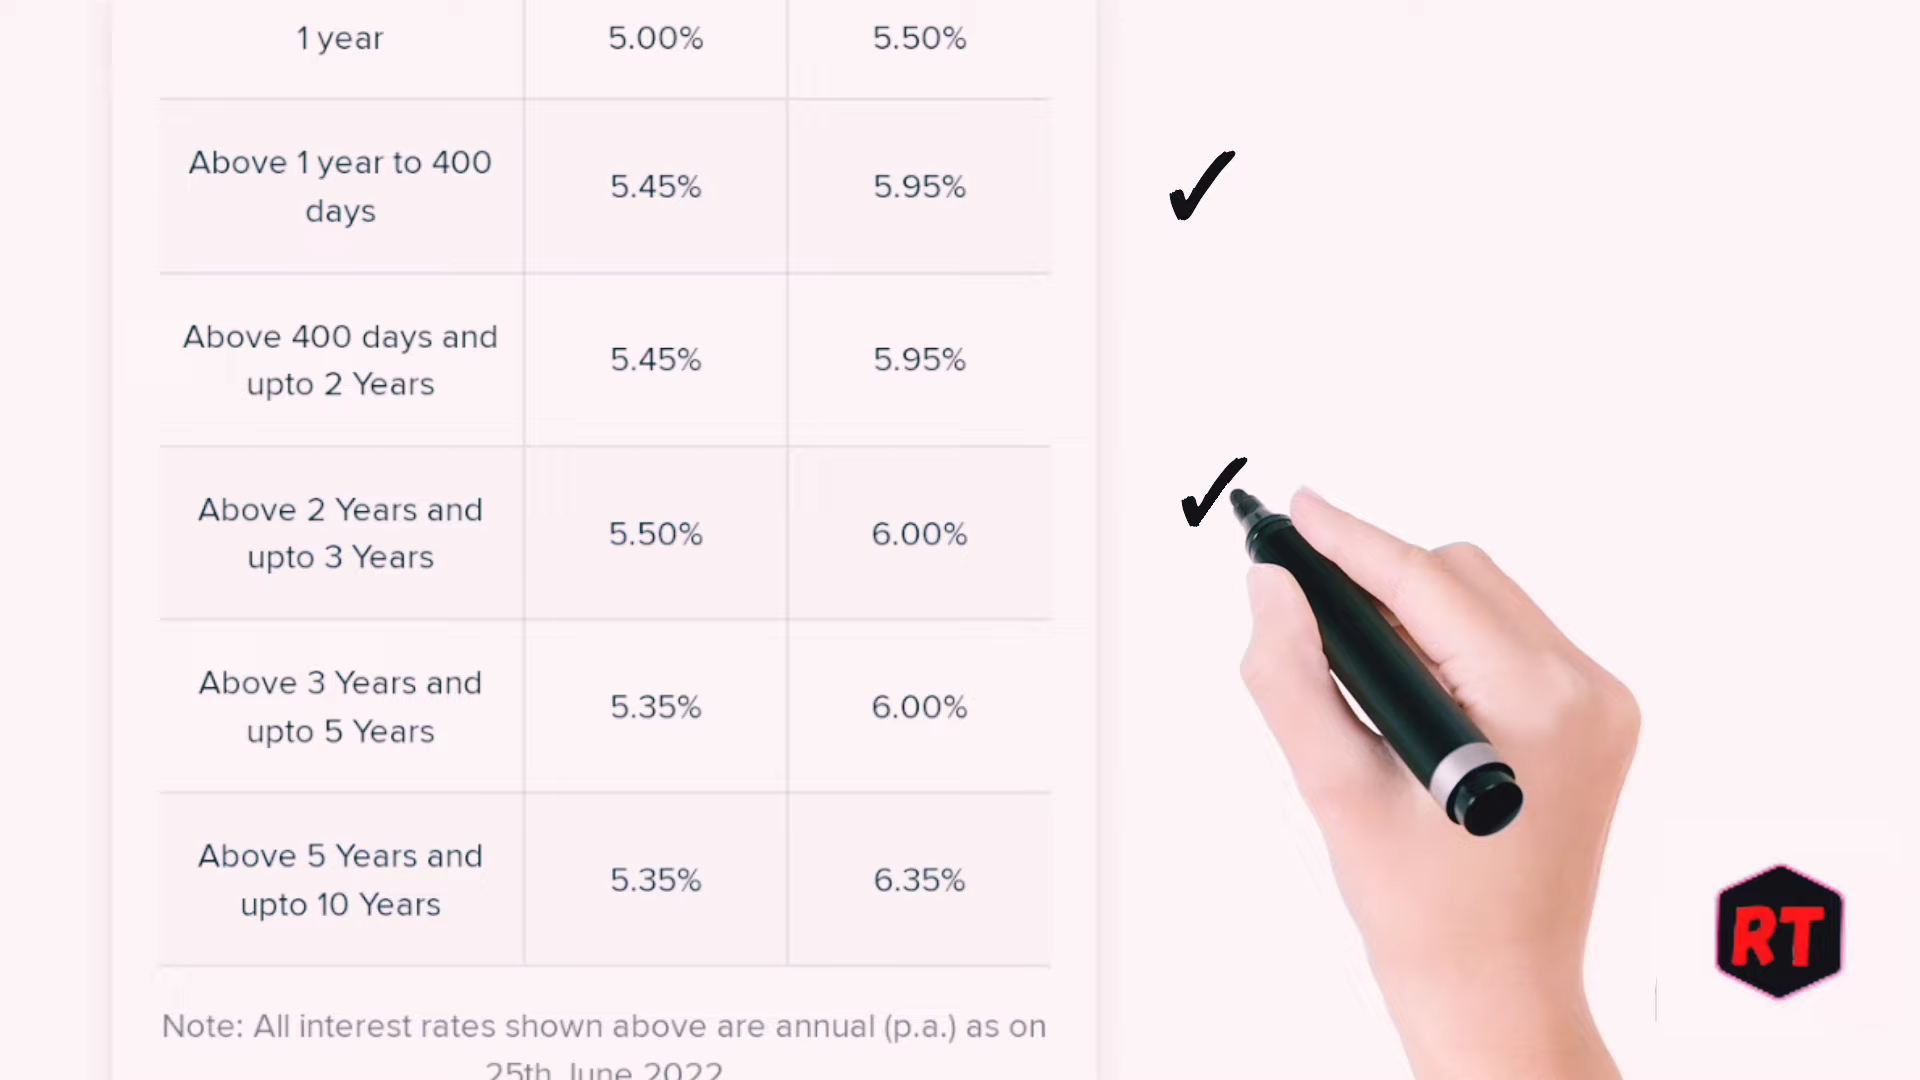 1 year 5.00% 5.50%
Above 1 year to 400
days
5.45% 5.95%
Above 400 days and
upto 2 Years
5.45% 5.95%
Above 2 Years and
upto 3 Years
5.50% 6.00%
Above 3 Years and
upto 5 Years
5.35% 6.00%
Above 5 Years and
upto 10 Years
5.35% 6.35%
Note: All interest rates shown above are annual (p.a.) as on
25th June 2022
RT